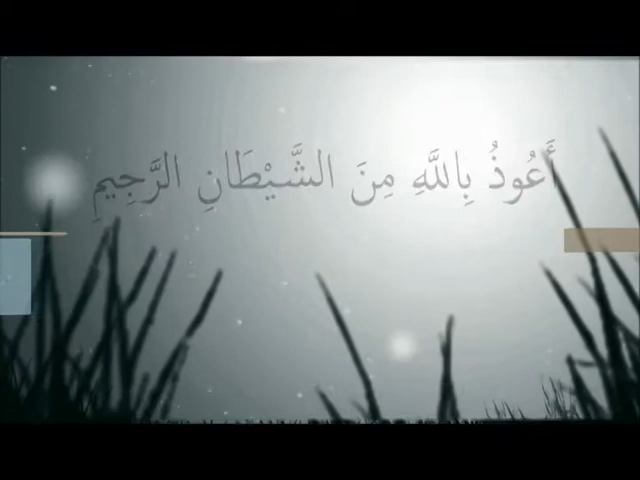 أَعُوذُ بِاللَّهِ مِنَ الشَّيْطَانِ الرَّجِيمِ